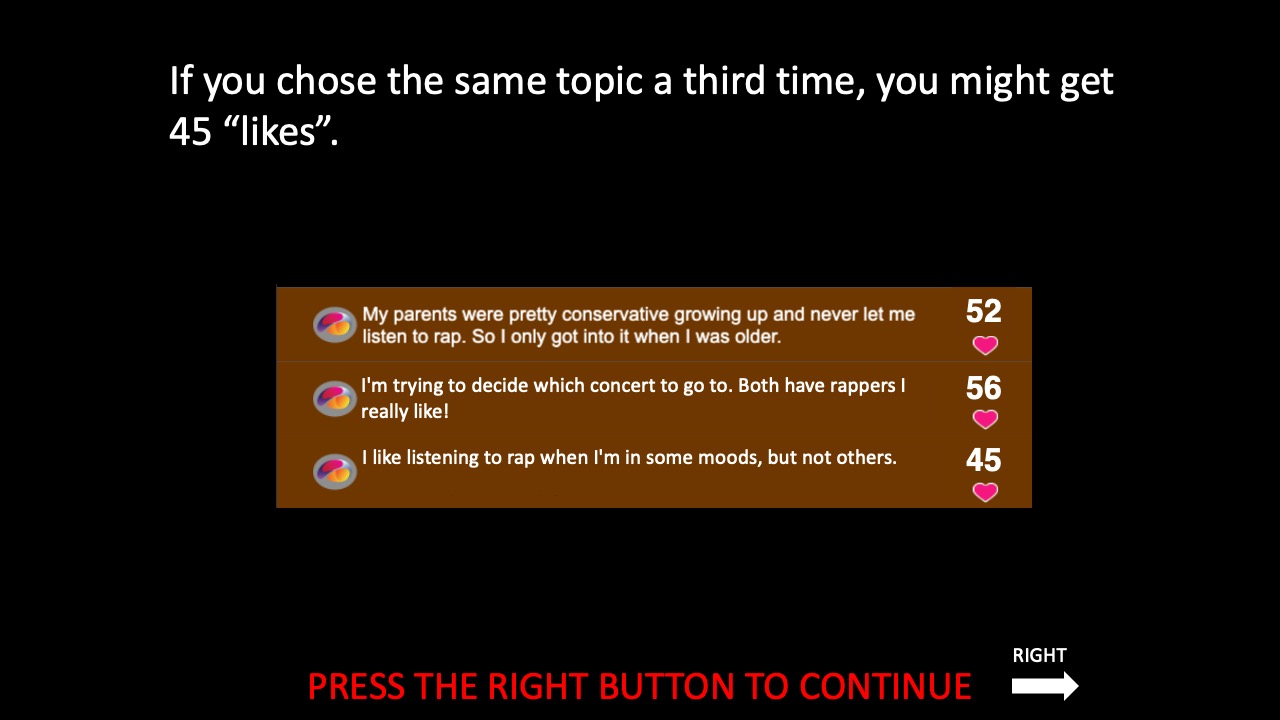 If you chose the same topic a third time, you might get
45 “likes”.
My parents were pretty conservative growing up and never let me
listen to rap. So I only got into it when I was older.
52
I'm trying to decide which concert to go to. Both have rappers I
really like!
56
I like listening to rap when I'm in some moods, but not others.
45
RIGHT
PRESS THE RIGHT BUTTON TO CONTINUE